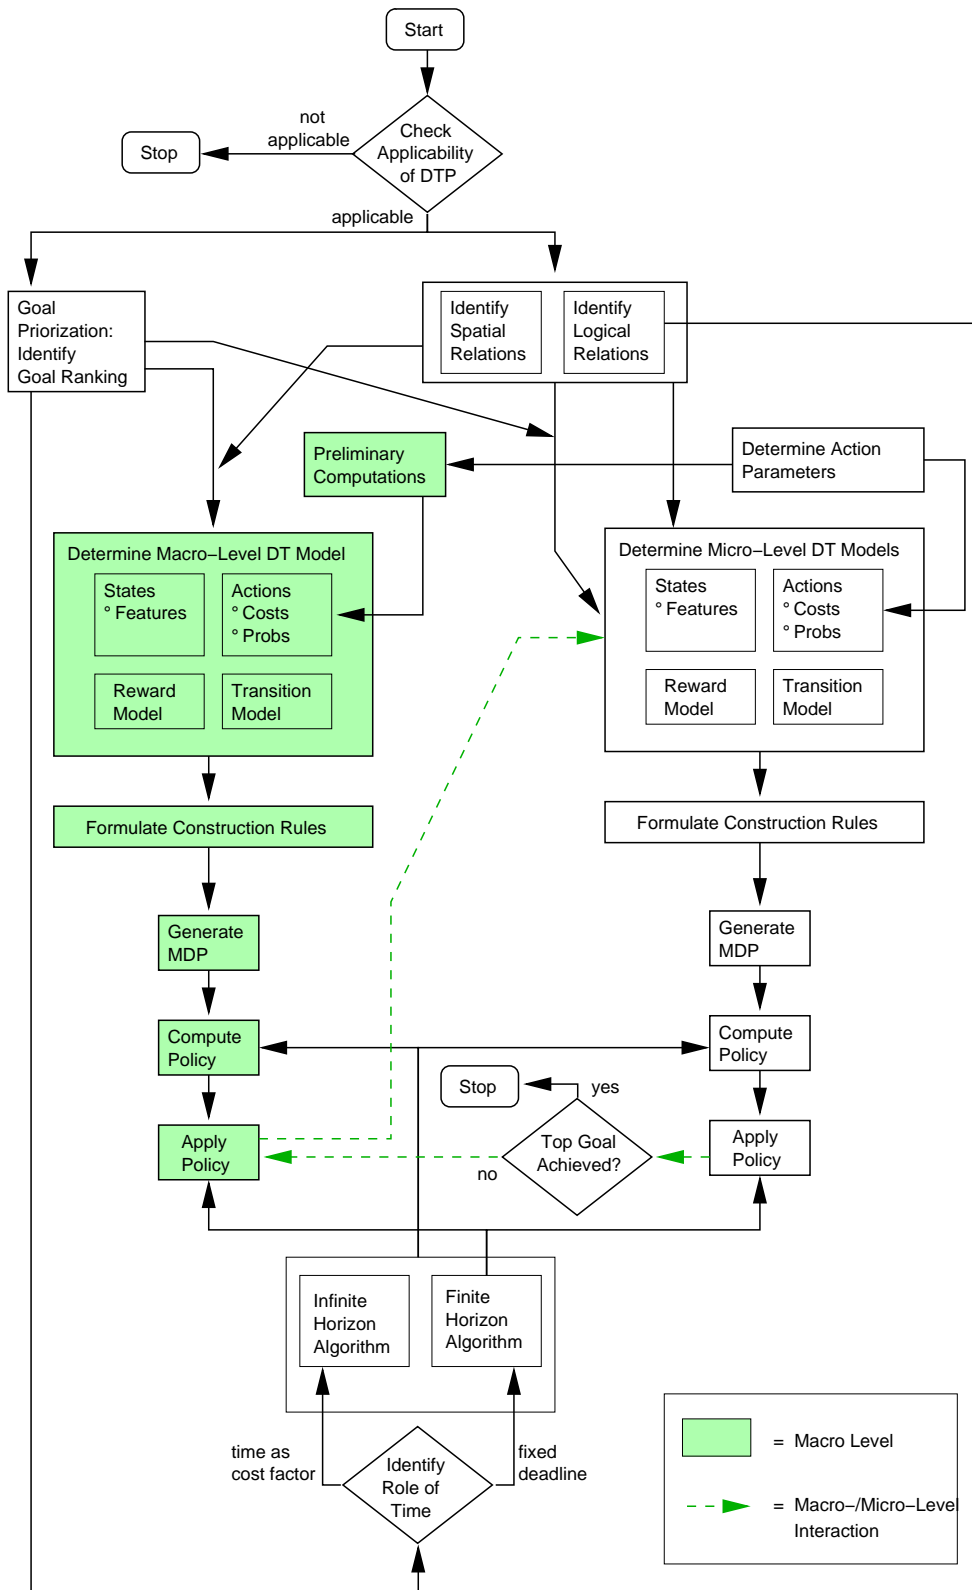 Start
not
applicable
Check
Applicability
of DTP
Stop
applicable
Goal
Priorization:
Identify
Goal Ranking
Identify
Spatial
Relations
Identify
Logical
Relations
Preliminary
Computations
Determine Action
Parameters
Determine Macro–Level DT Model
States
° Features
Actions
° Costs
° Probs
Reward
Model
Transition
Model
Determine Micro–Level DT Models
States
° Features
Actions
° Costs
° Probs
Reward
Model
Transition
Model
Formulate Construction Rules
Formulate Construction Rules
Generate
MDP
Generate
MDP
Compute
Policy
Compute
Policy
Stop
yes
Apply
Policy
no
Top Goal
Achieved?
Apply
Policy
Infinite
Horizon
Algorithm
Finite
Horizon
Algorithm
time as
cost factor
Identify
Role of
Time
fixed
deadline
= Macro Level
= Macro–/Micro–Level
Interaction